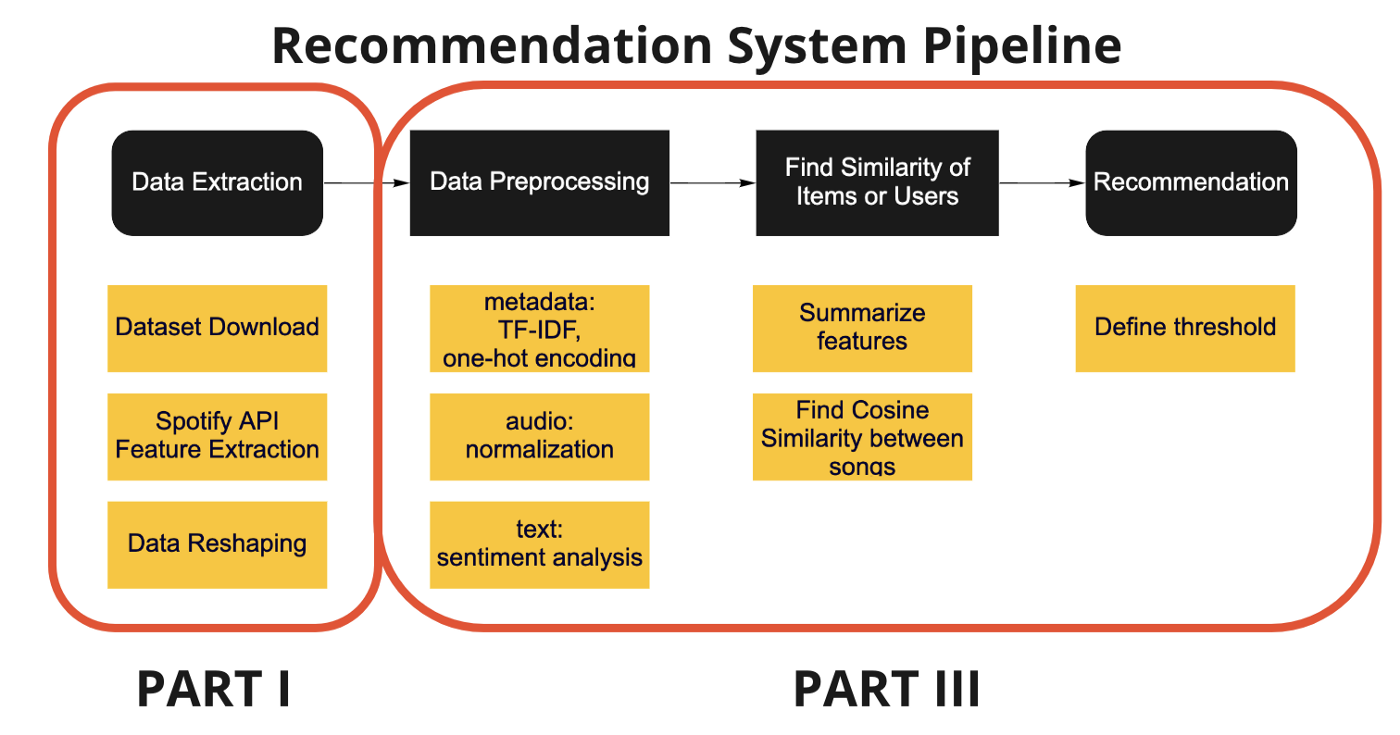 Recommendation System Pipeline
Data Extraction
Data Preprocessing
Find Similarity of
Items or Users
Recommendation
Dataset Download
Spotify API
Feature Extraction
Data Reshaping
metadata:
TF-IDF,
one-hot encoding
audio:
normalization
text:
sentiment analysis
Summarize
features
Find Cosine
Similarity between
songs
Define threshold
PART I
PART III